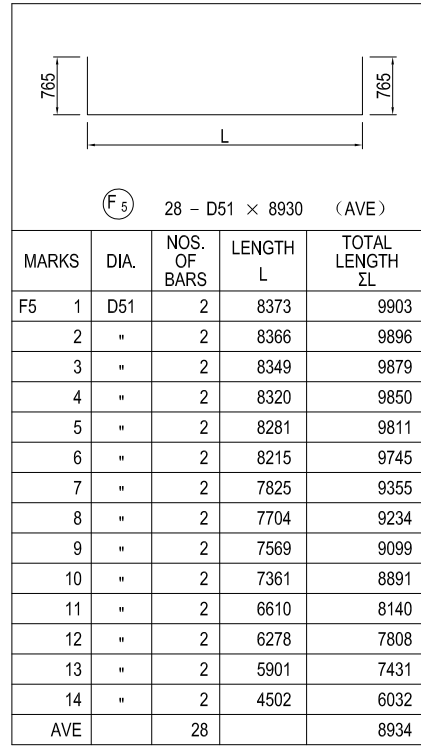 765
765
L
F 5 28 - D51 × 8930 (AVE)
MARKS DIA. NOS. OF BARS LENGTH L TOTAL LENGTH ΣL
F5 1 D51 2 8373 9903
2 " 2 8366 9896
3 " 2 8349 9879
4 " 2 8320 9850
5 " 2 8281 9811
6 " 2 8215 9745
7 " 2 7825 9355
8 " 2 7704 9234
9 " 2 7569 9099
10 " 2 7361 8891
11 " 2 6610 8140
12 " 2 6278 7808
13 " 2 5901 7431
14 " 2 4502 6032
AVE 28 8934